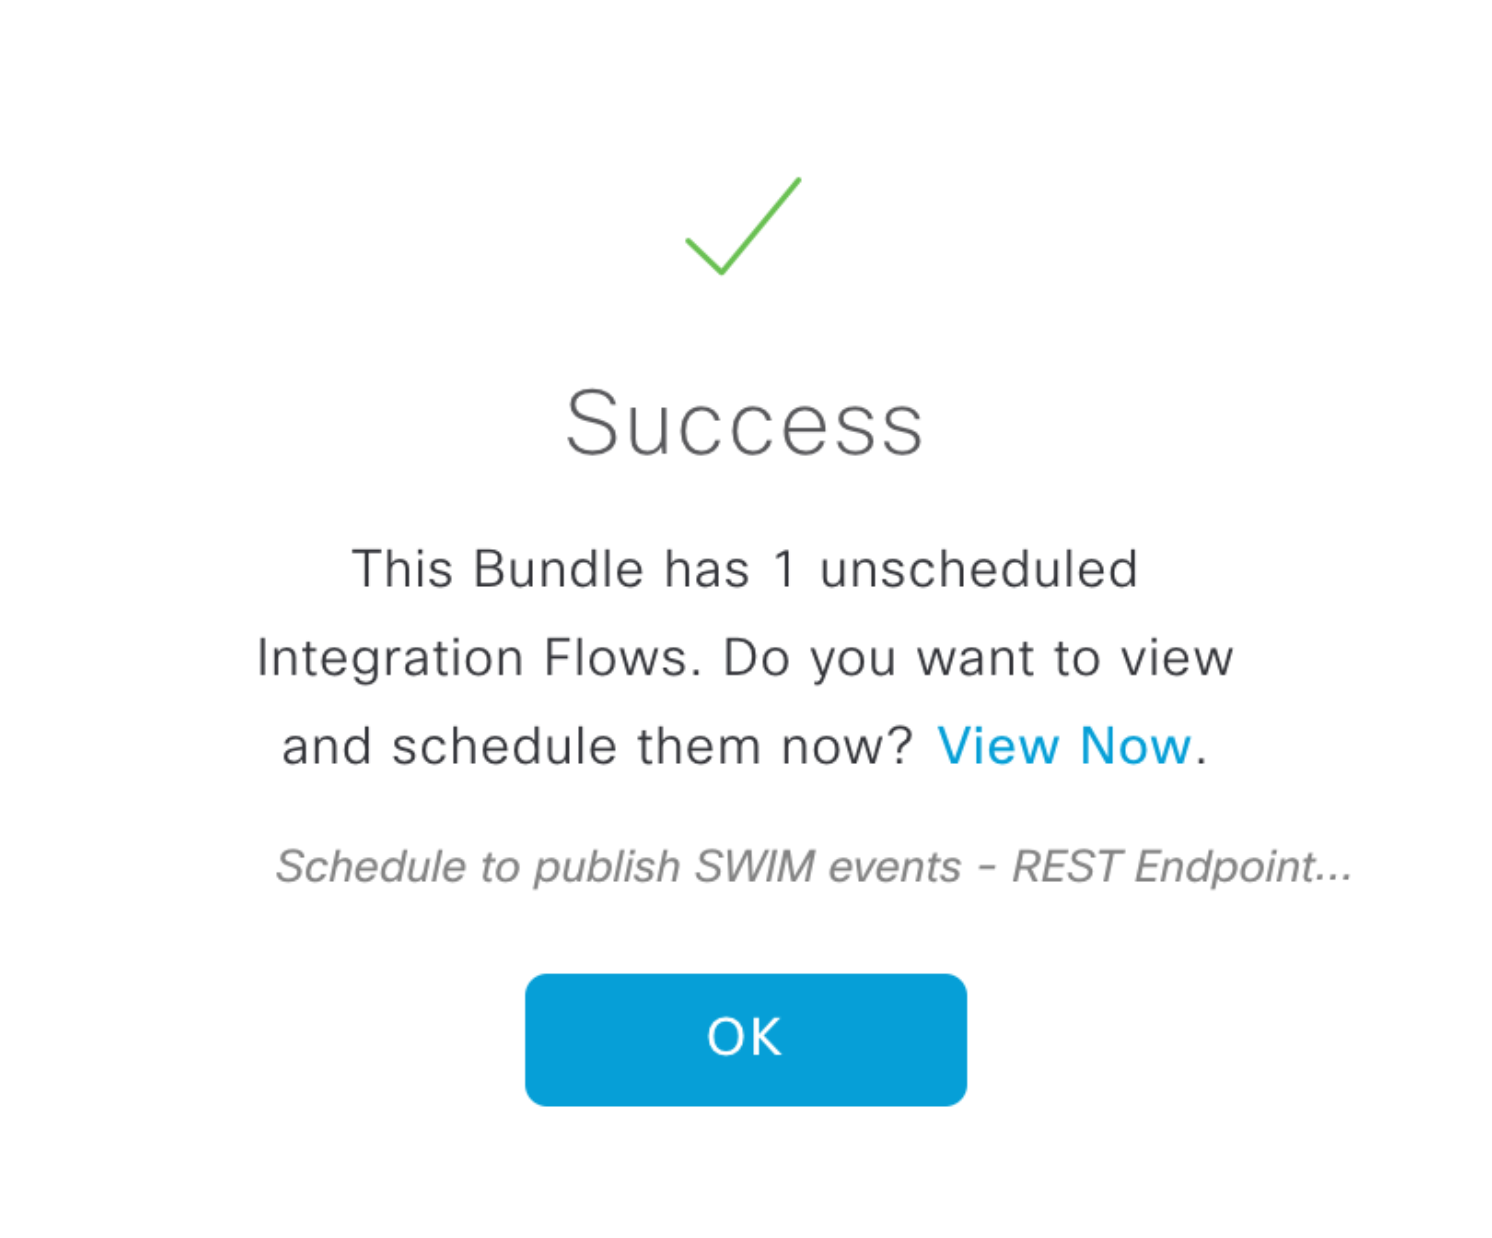 Success
This Bundle has 1 unscheduled
Integration Flows. Do you want to view
and schedule them now? View Now.
Schedule to publish SWIM events - REST Endpoint...
OK